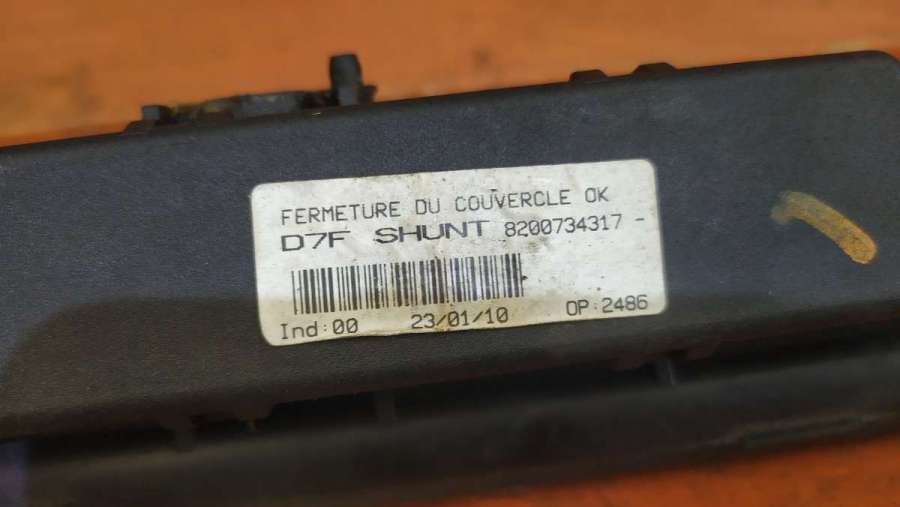 FERMETURE DU COUVERCLE OK
D7F SHUNT 8200734317 -
Ind:00 23/01/10 OP:2486